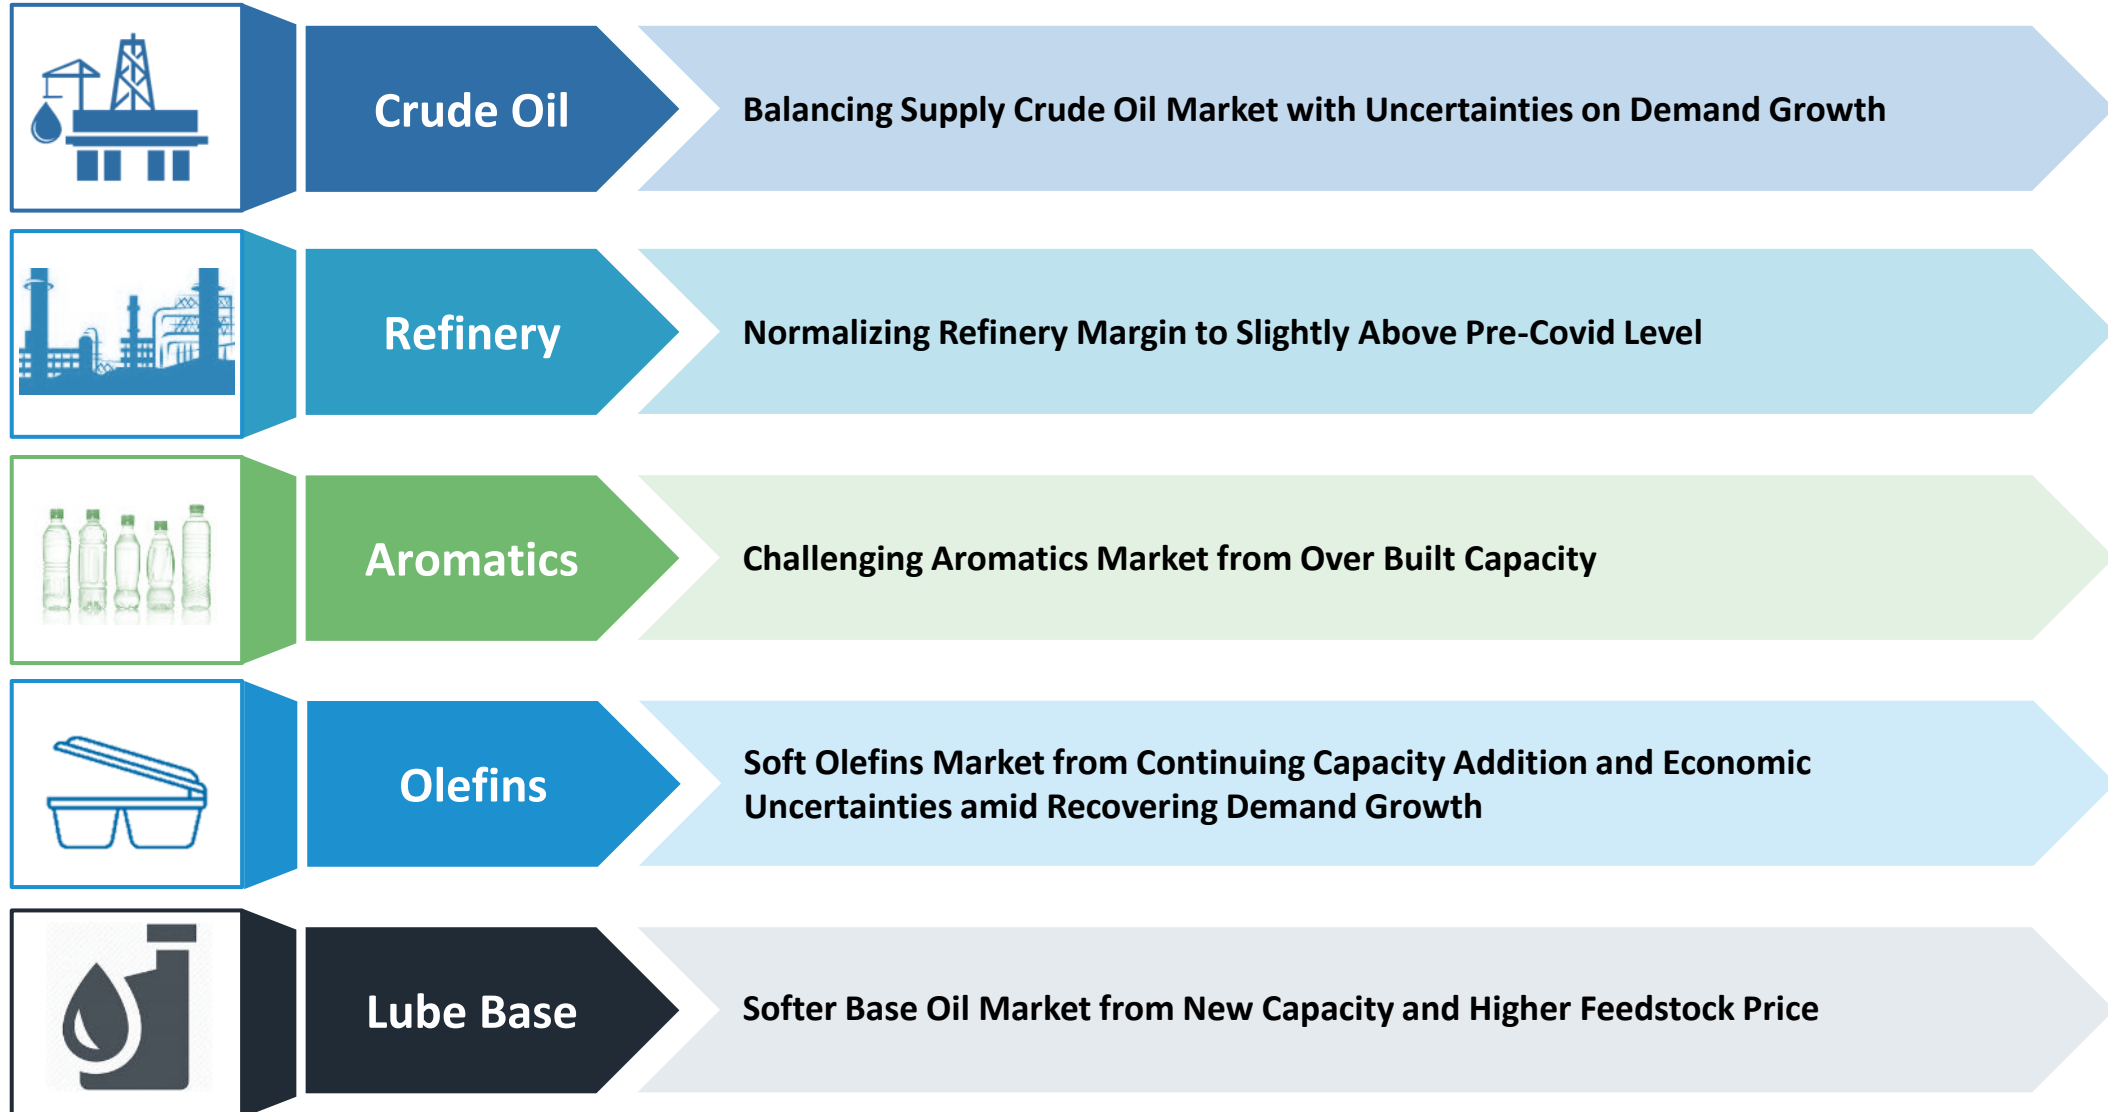 Crude Oil
Balancing Supply Crude Oil Market with Uncertainties on Demand Growth
Refinery
Normalizing Refinery Margin to Slightly Above Pre-Covid Level
Aromatics
Challenging Aromatics Market from Over Built Capacity
Olefins
Soft Olefins Market from Continuing Capacity Addition and Economic
Uncertainties amid Recovering Demand Growth
Lube Base
Softer Base Oil Market from New Capacity and Higher Feedstock Price